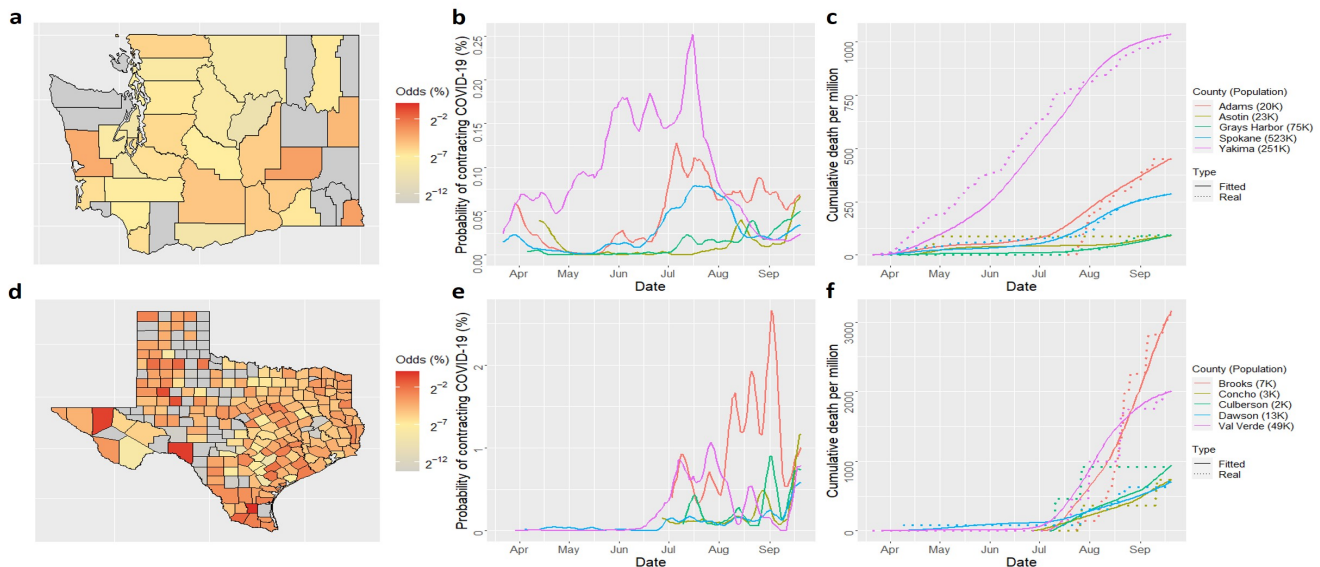 a
Odds (%)
2⁻²
2⁻⁷
2⁻¹²
b
Probability of contracting COVID-19 (%)
0.25
0.20
0.15
0.10
0.05
0.00
Apr May Jun Jul Aug Sep
Date
c
Cumulative death per million
1000
750
500
250
0
Apr May Jun Jul Aug Sep
Date
County (Population)
Adams (20K)
Asotin (23K)
Grays Harbor (75K)
Spokane (523K)
Yakima (251K)
Type
Fitted
Real
d
Odds (%)
2⁻²
2⁻⁷
2⁻¹²
e
Probability of contracting COVID-19 (%)
2
1
0
Apr May Jun Jul Aug Sep
Date
f
Cumulative death per million
3000
2000
1000
0
Apr May Jun Jul Aug Sep
Date
County (Population)
Brooks (7K)
Concho (3K)
Culberson (2K)
Dawson (13K)
Val Verde (49K)
Type
Fitted
Real